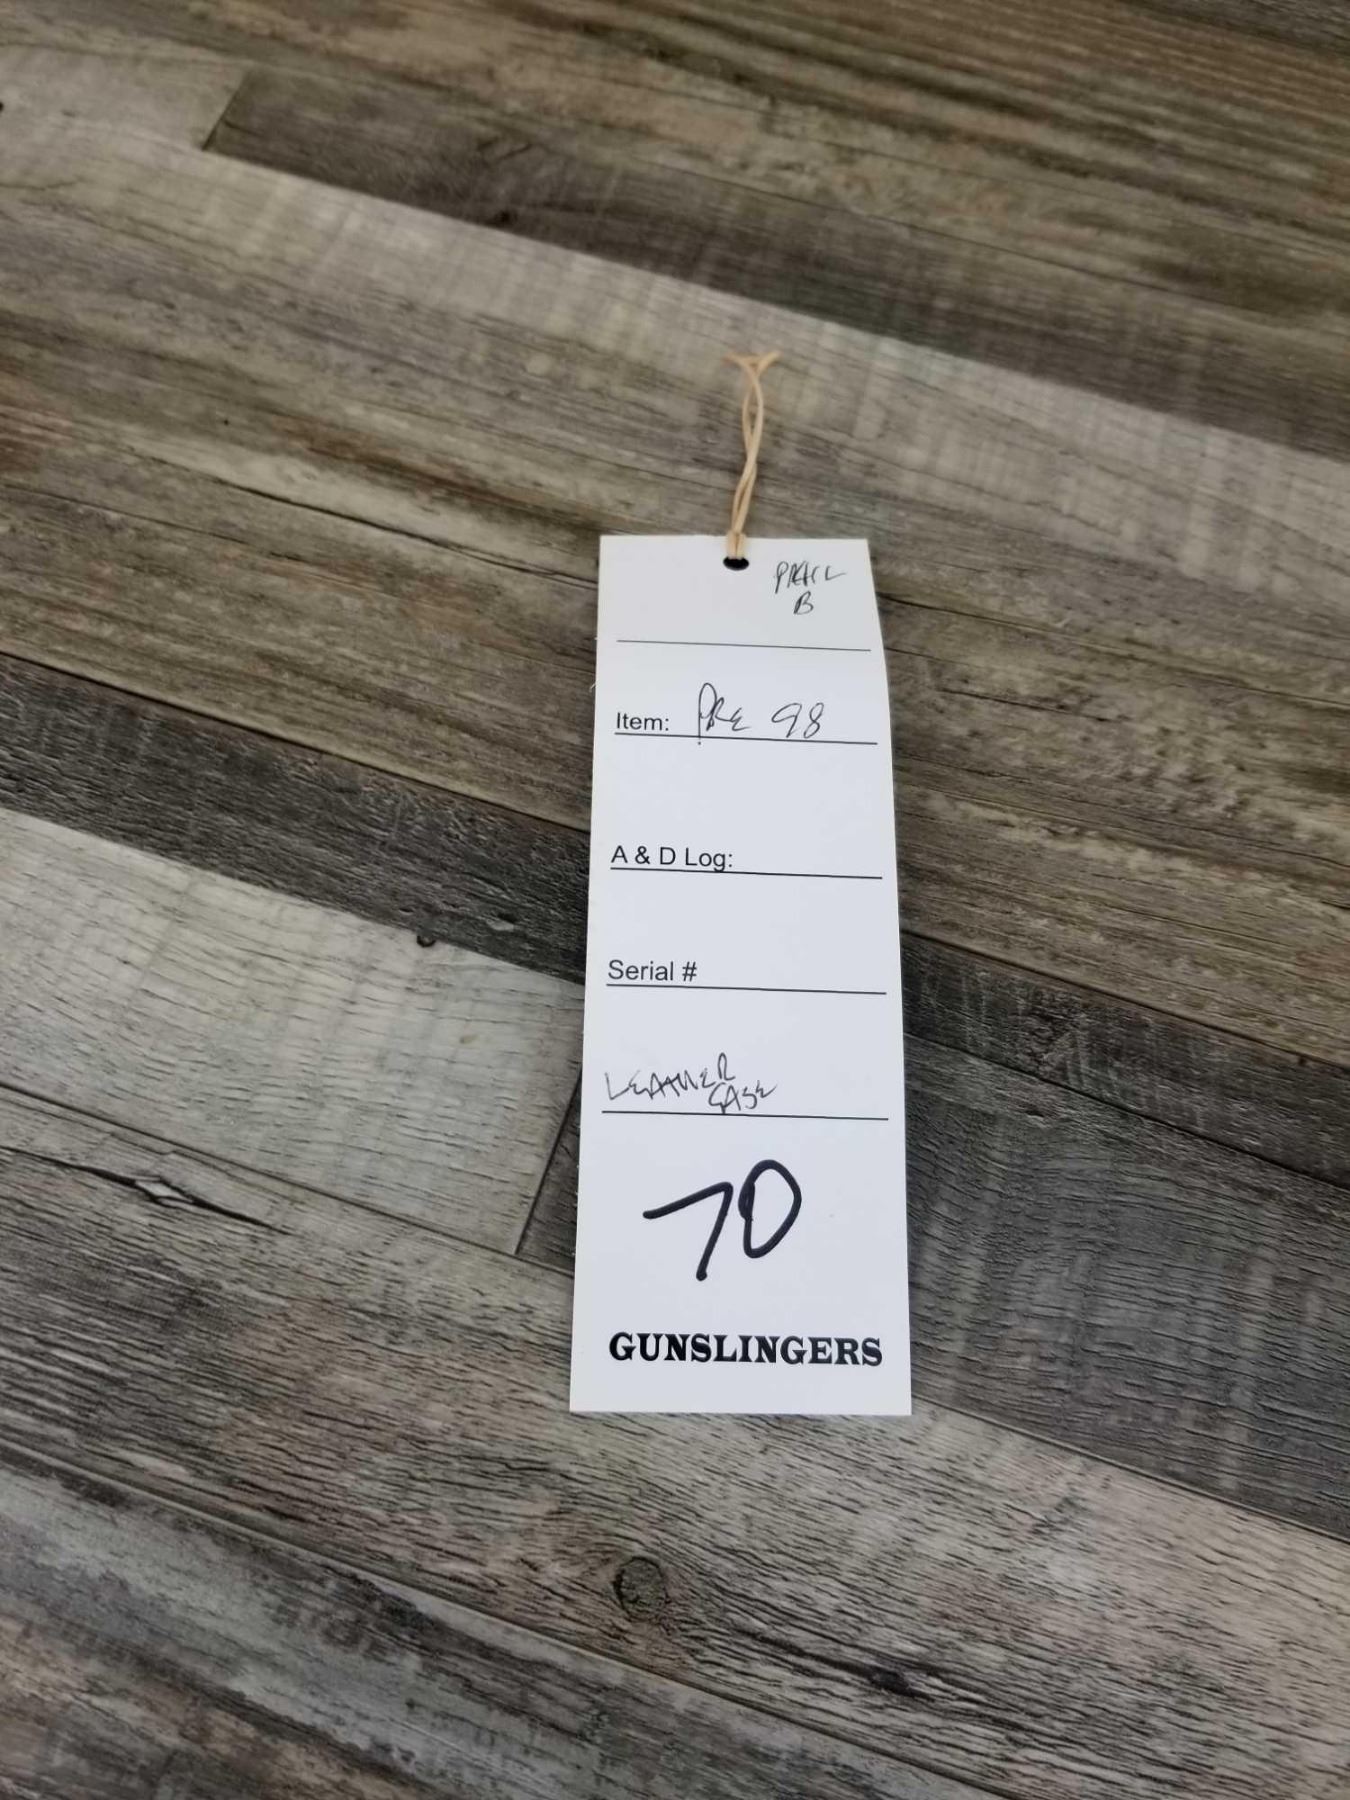 B
Item: PRE 98
A & D Log:
Serial #
LEATHER
CASE
70
GUNSLINGERS